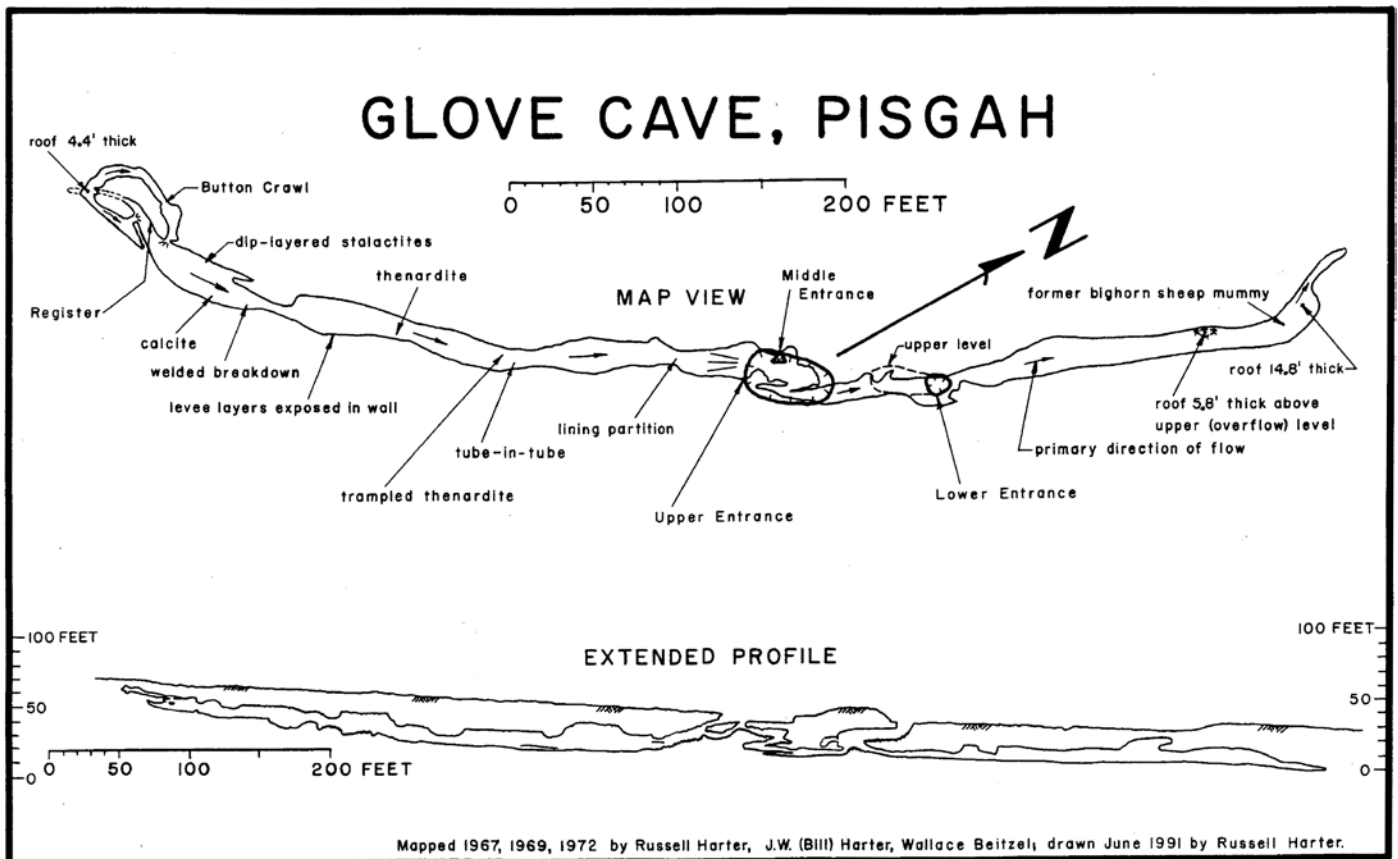 GLOVE CAVE, PISGAH
roof 4.4' thick
Button Crawl
0 50 100 200 FEET
dip-layered stalactites
N
thenardite
Middle
Entrance
MAP VIEW
former bighorn sheep mummy
Register
calcite
upper level
welded breakdown
roof 14.8' thick
levee layers exposed in wall
roof 5.8' thick above
upper (overflow) level
lining partition
primary direction of flow
tube-in-tube
trampled thenardite
Lower Entrance
Upper Entrance
100 FEET
100 FEET
EXTENDED PROFILE
50
50
0 50 100 200 FEET
0
0
Mapped 1967, 1969, 1972 by Russell Harter, J.W. (Bill) Harter, Wallace Beitzel; drawn June 1991 by Russell Harter.